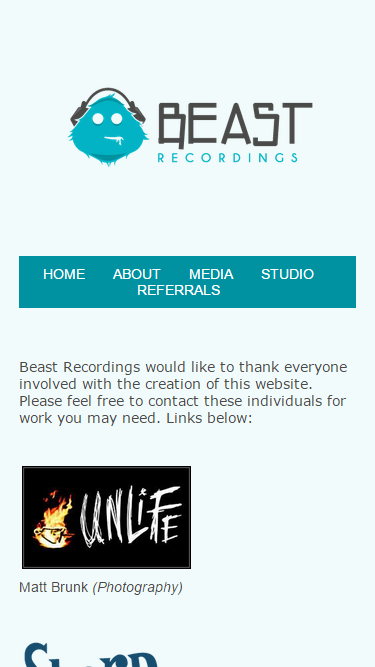 BEAST
RECORDINGS
HOME ABOUT MEDIA STUDIO
REFERRALS
Beast Recordings would like to thank everyone
involved with the creation of this website.
Please feel free to contact these individuals for
work you may need. Links below:
UNLIFE
Matt Brunk (Photography)